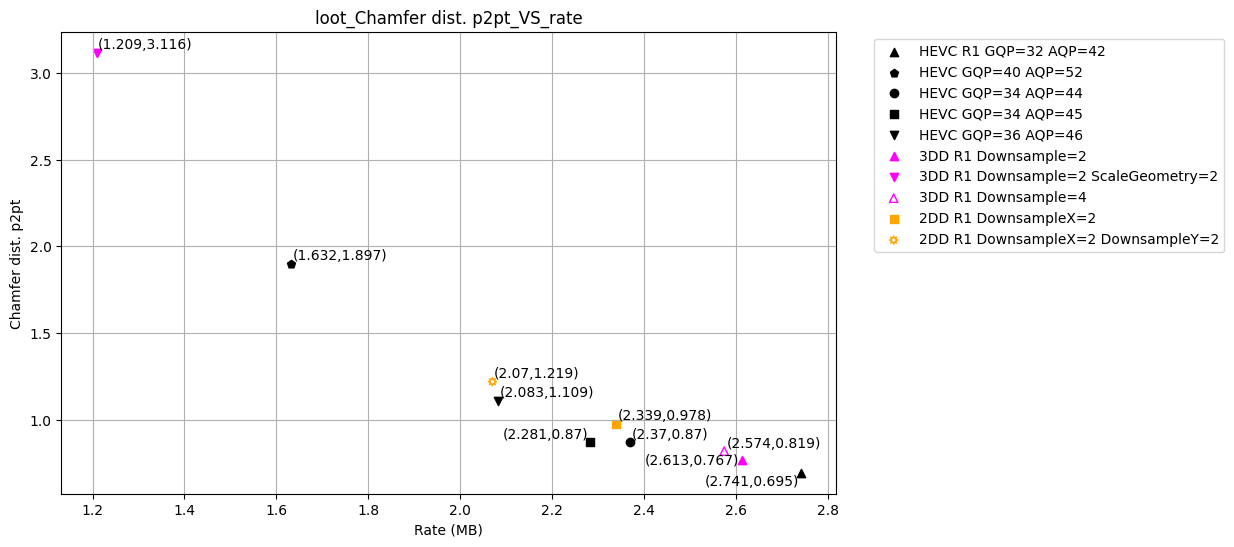 loot_Chamfer dist. p2pt_VS_rate
Chamfer dist. p2pt
3.0
2.5
2.0
1.5
1.0
(1.209,3.116)
(1.632,1.897)
(2.07,1.219)
(2.083,1.109)
(2.339,0.978)
(2.281,0.87)
(2.37,0.87)
(2.574,0.819)
(2.613,0.767)
(2.741,0.695)
1.2
1.4
1.6
1.8
2.0
2.2
2.4
2.6
2.8
Rate (MB)
HEVC R1 GQP=32 AQP=42
HEVC GQP=40 AQP=52
HEVC GQP=34 AQP=44
HEVC GQP=34 AQP=45
HEVC GQP=36 AQP=46
3DD R1 Downsample=2
3DD R1 Downsample=2 ScaleGeometry=2
3DD R1 Downsample=4
2DD R1 DownsampleX=2
2DD R1 DownsampleX=2 DownsampleY=2